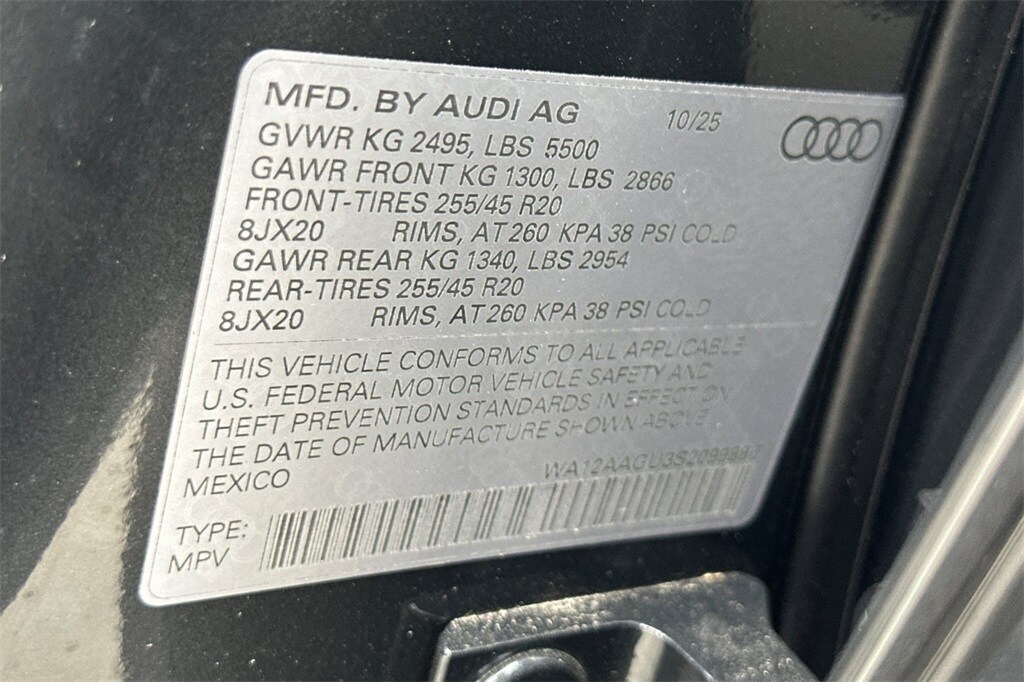 MFD. BY AUDI AG 10/25
GVWR KG 2495, LBS 5500
GAWR FRONT KG 1300, LBS 2866
FRONT-TIRES 255/45 R20
8JX20 RIMS, AT 260 KPA 38 PSI COLD
GAWR REAR KG 1340, LBS 2954
REAR-TIRES 255/45 R20
8JX20 RIMS, AT 260 KPA 38 PSI COLD
THIS VEHICLE CONFORMS TO ALL APPLICABLE
U.S. FEDERAL MOTOR VEHICLE SAFETY AND
THEFT PREVENTION STANDARDS IN EFFECT ON
THE DATE OF MANUFACTURE SHOWN ABOVE
MEXICO
TYPE:
MPV